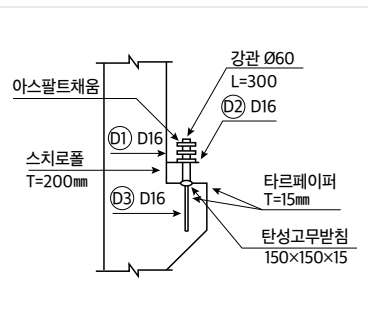 강관 Ø60
L=300
아스팔트채움
D2 D16
D1 D16
스치로폴
T=200㎜
타르페이퍼
T=15㎜
D3 D16
탄성고무받침
150×150×15